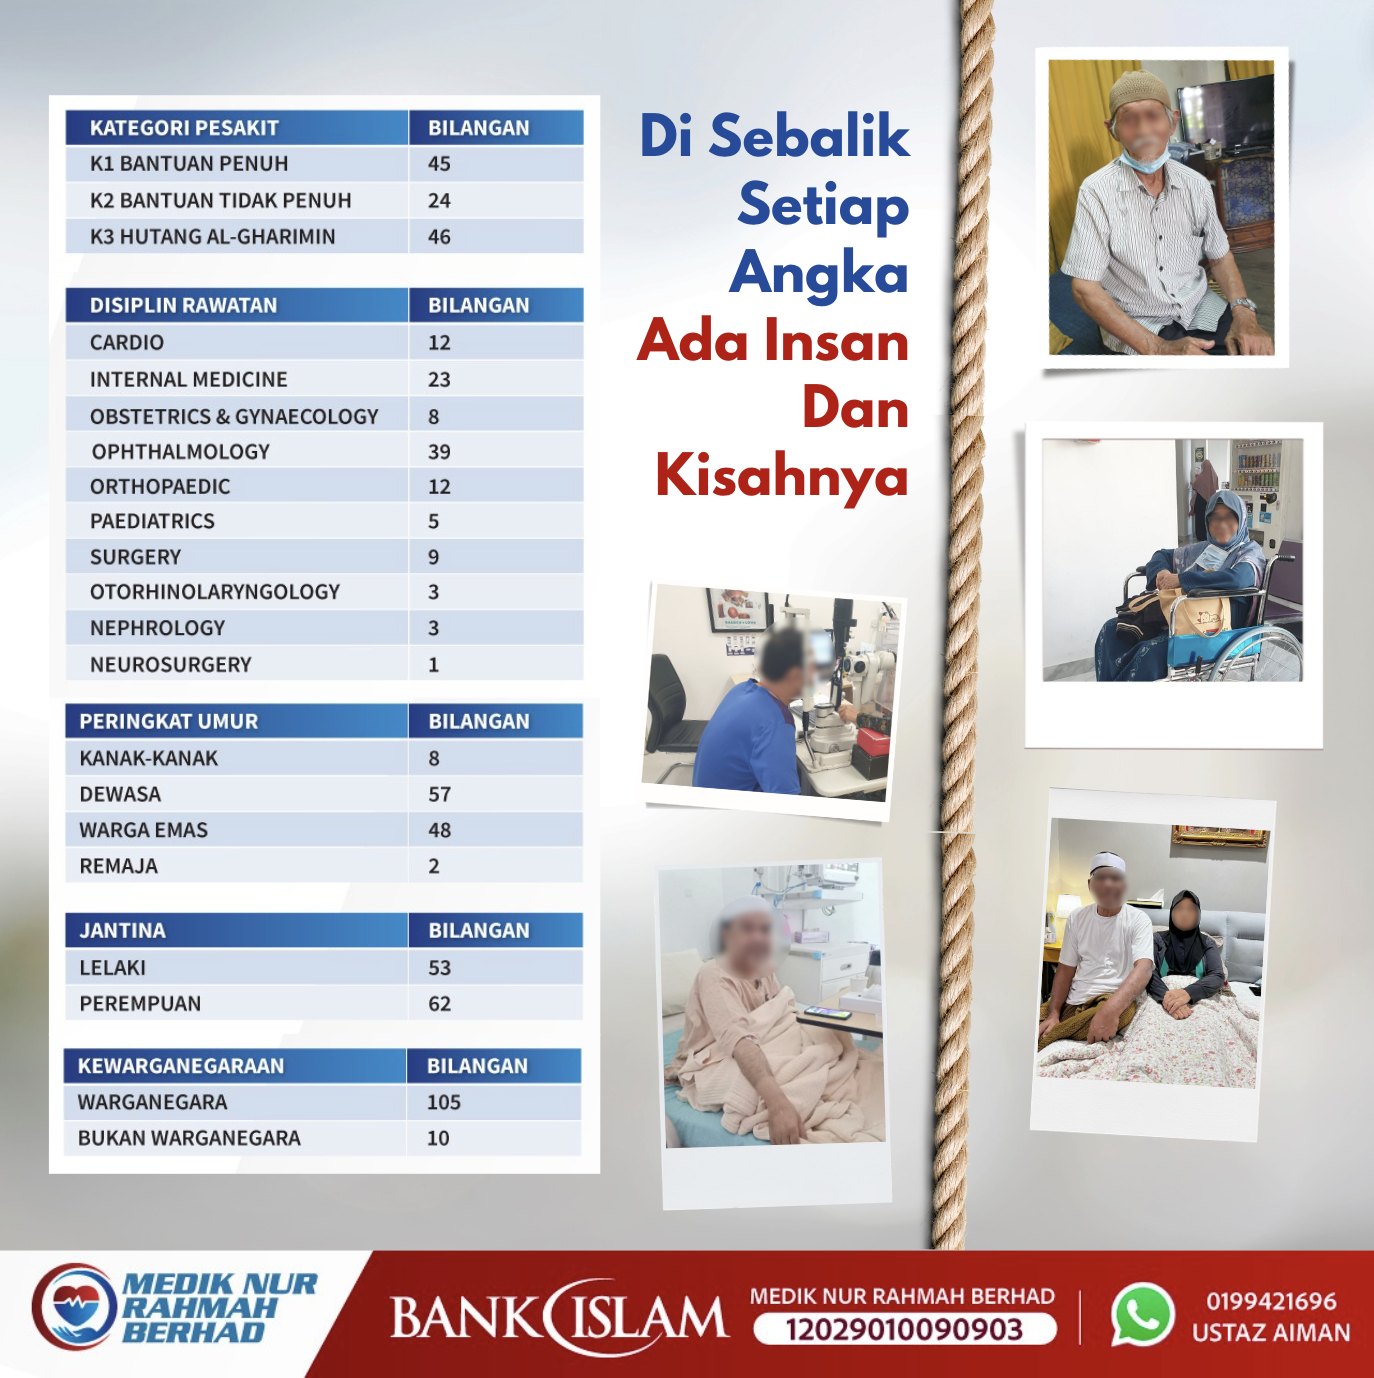 KATEGORI PESAKIT BILANGAN
K1 BANTUAN PENUH 45
K2 BANTUAN TIDAK PENUH 24
K3 HUTANG AL-GHARIMIN 46
DISIPLIN RAWATAN BILANGAN
CARDIO 12
INTERNAL MEDICINE 23
OBSTETRICS & GYNAECOLOGY 8
OPHTHALMOLOGY 39
ORTHOPAEDIC 12
PAEDIATRICS 5
SURGERY 9
OTORHINOLARYNGOLOGY 3
NEPHROLOGY 3
NEUROSURGERY 1
PERINGKAT UMUR BILANGAN
KANAK-KANAK 8
DEWASA 57
WARGA EMAS 48
REMAJA 2
JANTINA BILANGAN
LELAKI 53
PEREMPUAN 62
KEWARGANEGARAAN BILANGAN
WARGANEGARA 105
BUKAN WARGANEGARA 10
Di Sebalik
Setiap
Angka
Ada Insan
Dan
Kisahnya
MEDIK NUR
RAHMAH
BERHAD
BANK ISLAM
MEDIK NUR RAHMAH BERHAD
12029010090903
0199421696
USTAZ AIMAN